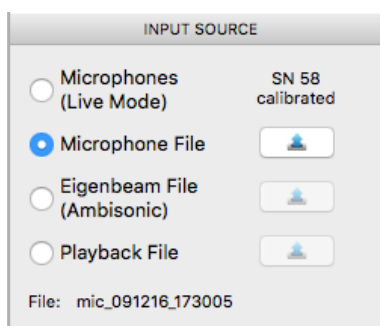 INPUT SOURCE
Microphones
(Live Mode)
SN 58
calibrated
Microphone File
Eigenbeam File
(Ambisonic)
Playback File
File: mic_091216_173005